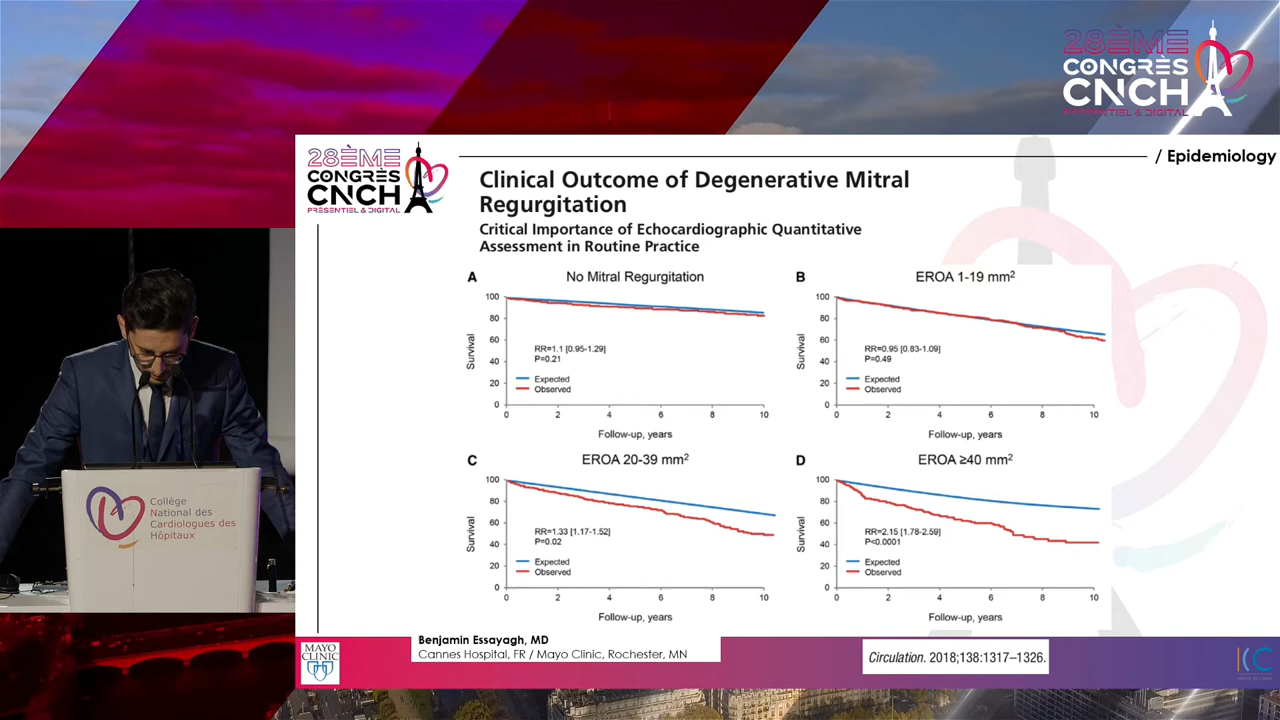 28ÈME
CONGRÈS
CNCH
PRÉSENTIEL & DIGITAL
28ÈME
CONGRÈS
CNCH
PRÉSENTIEL & DIGITAL
/ Epidemiology
Clinical Outcome of Degenerative Mitral
Regurgitation
Critical Importance of Echocardiographic Quantitative
Assessment in Routine Practice
A
No Mitral Regurgitation
100
80
60
40
20
0
Survival
RR=1.1 [0.95-1.29]
P=0.21
Expected
Observed
0 2 4 6 8 10
Follow-up, years
B
EROA 1-19 mm²
100
80
60
40
20
0
Survival
RR=0.95 [0.83-1.09]
P=0.49
Expected
Observed
0 2 4 6 8 10
Follow-up, years
C
EROA 20-39 mm²
100
80
60
40
20
0
Survival
RR=1.33 [1.17-1.52]
P=0.02
Expected
Observed
0 2 4 6 8 10
Follow-up, years
D
EROA ≥40 mm²
100
80
60
40
20
0
Survival
RR=2.15 [1.78-2.59]
P<0.0001
Expected
Observed
0 2 4 6 8 10
Follow-up, years
Collège
National des
Cardiologues des
Hôpitaux
MAYO
CLINIC
Benjamin Essayagh, MD
Cannes Hospital, FR / Mayo Clinic, Rochester, MN
Circulation. 2018;138:1317–1326.